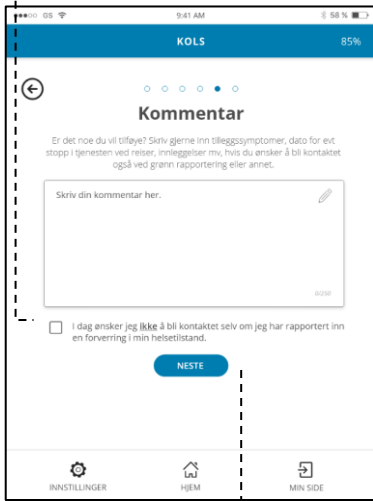 GS 9:41 AM 58 %
KOLS 85%
Kommentar
Er det noe du vil tilføye? Skriv gjerne inn tilleggssymptomer, dato for evt
stopp i tjenesten ved reiser, innleggelser mv, hvis du ønsker å bli kontaktet
også ved grønn rapportering eller annet.
Skriv din kommentar her.
I dag ønsker jeg ikke å bli kontaktet selv om jeg har rapportert inn
en forverring i min helsetilstand.
NESTE
INNSTILLINGER HJEM MIN SIDE